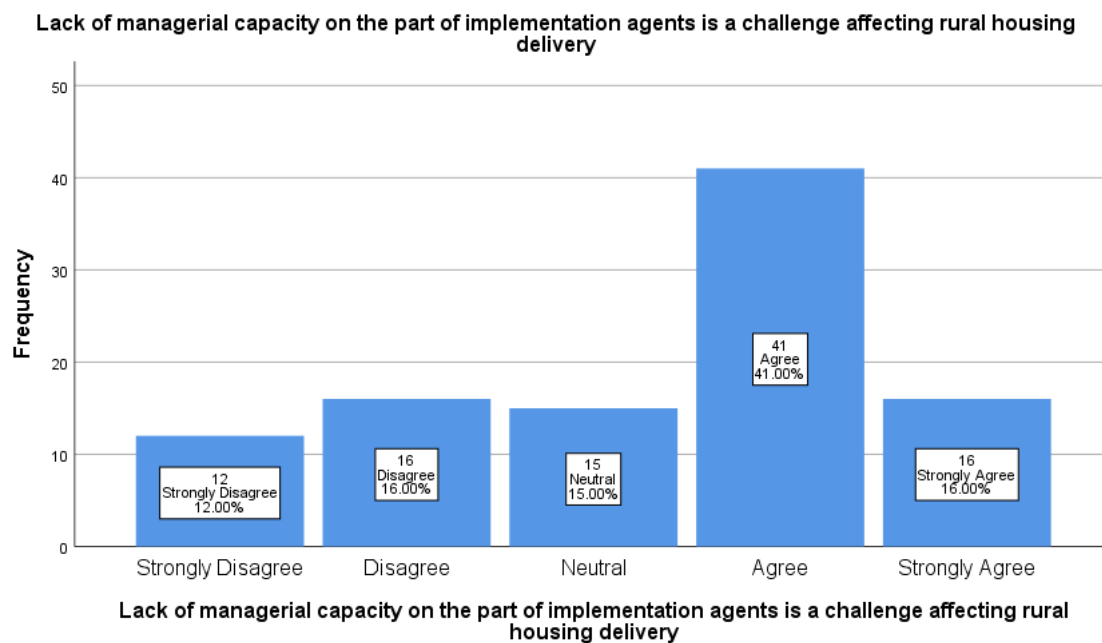 Lack of managerial capacity on the part of implementation agents is a challenge affecting rural housing
delivery
Frequency
50
40
30
20
10
0
12
Strongly Disagree
12.00%
16
Disagree
16.00%
15
Neutral
15.00%
41
Agree
41.00%
16
Strongly Agree
16.00%
Strongly Disagree
Disagree
Neutral
Agree
Strongly Agree
Lack of managerial capacity on the part of implementation agents is a challenge affecting rural
housing delivery